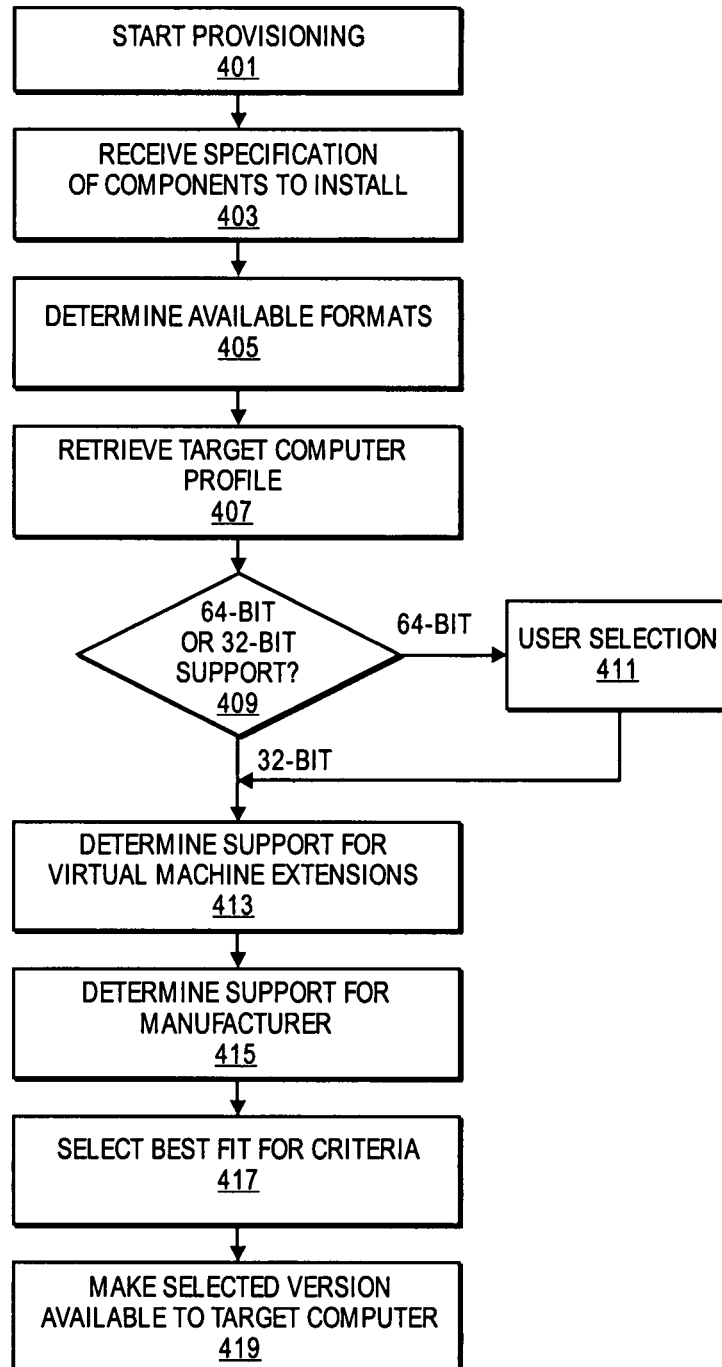 START PROVISIONING
401
RECEIVE SPECIFICATION
OF COMPONENTS TO INSTALL
403
DETERMINE AVAILABLE FORMATS
405
RETRIEVE TARGET COMPUTER
PROFILE
407
64-BIT
OR 32-BIT
SUPPORT?
409
64-BIT
USER SELECTION
411
32-BIT
DETERMINE SUPPORT FOR
VIRTUAL MACHINE EXTENSIONS
413
DETERMINE SUPPORT FOR
MANUFACTURER
415
SELECT BEST FIT FOR CRITERIA
417
MAKE SELECTED VERSION
AVAILABLE TO TARGET COMPUTER
419